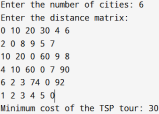 Enter the number of cities: 6
Enter the distance matrix:
0 10 20 30 4 6
2 0 8 9 5 7
10 20 0 60 9 8
4 10 60 0 7 90
6 2 3 74 0 92
1 2 3 4 5 0
Minimum cost of the TSP tour: 30